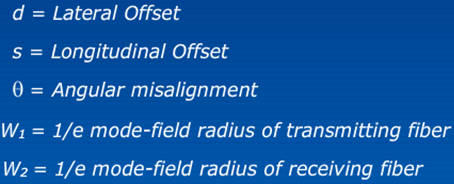 d = Lateral Offset
s = Longitudinal Offset
θ = Angular misalignment
W₁ = 1/e mode-field radius of transmitting fiber
W₂ = 1/e mode-field radius of receiving fiber